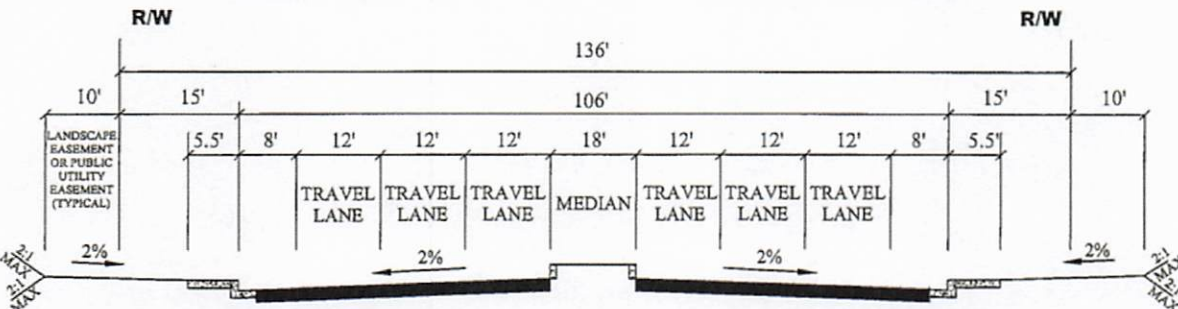 R/W R/W
136'
10' 15' 106' 15' 10'
LANDSCAPE
EASEMENT
OR PUBLIC
UTILITY
EASEMENT
(TYPICAL)
5.5' 8' 12' 12' 12' 18' 12' 12' 12' 8' 5.5'
TRAVEL TRAVEL TRAVEL MEDIAN TRAVEL TRAVEL TRAVEL
LANE LANE LANE LANE LANE LANE
2% 2% 2% 2%
2:1
MAX
2:1
MAX
2:1
MAX
2:1
MAX